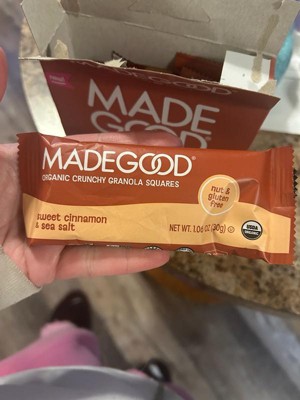 MADE
GOOD
MADEGOOD®
ORGANIC CRUNCHY GRANOLA SQUARES
nut &
gluten
free
sweet cinnamon
& sea salt
NET WT. 1.06 OZ (30g)
USDA
ORGANIC